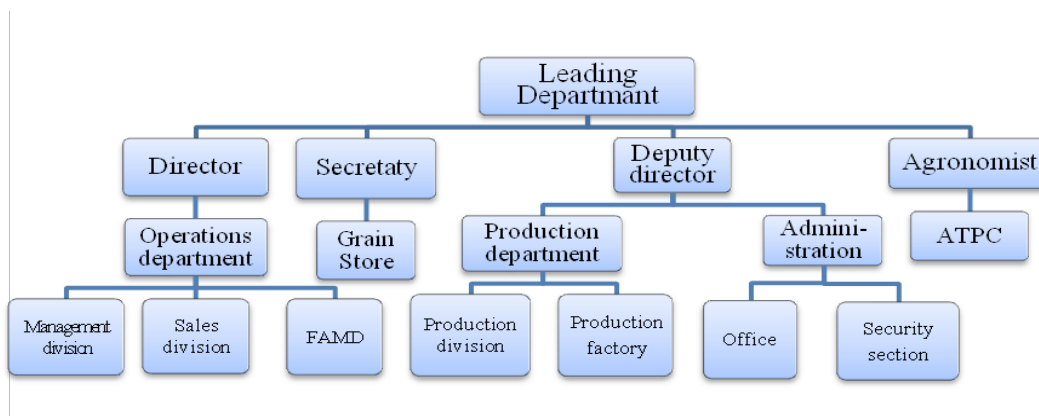 Leading
Departmant
Director
Secretaty
Deputy
director
Agronomist
Operations
department
Grain
Store
Production
department
Admini-
stration
ATPC
Management
division
Sales
division
FAMD
Production
division
Production
factory
Office
Security
section